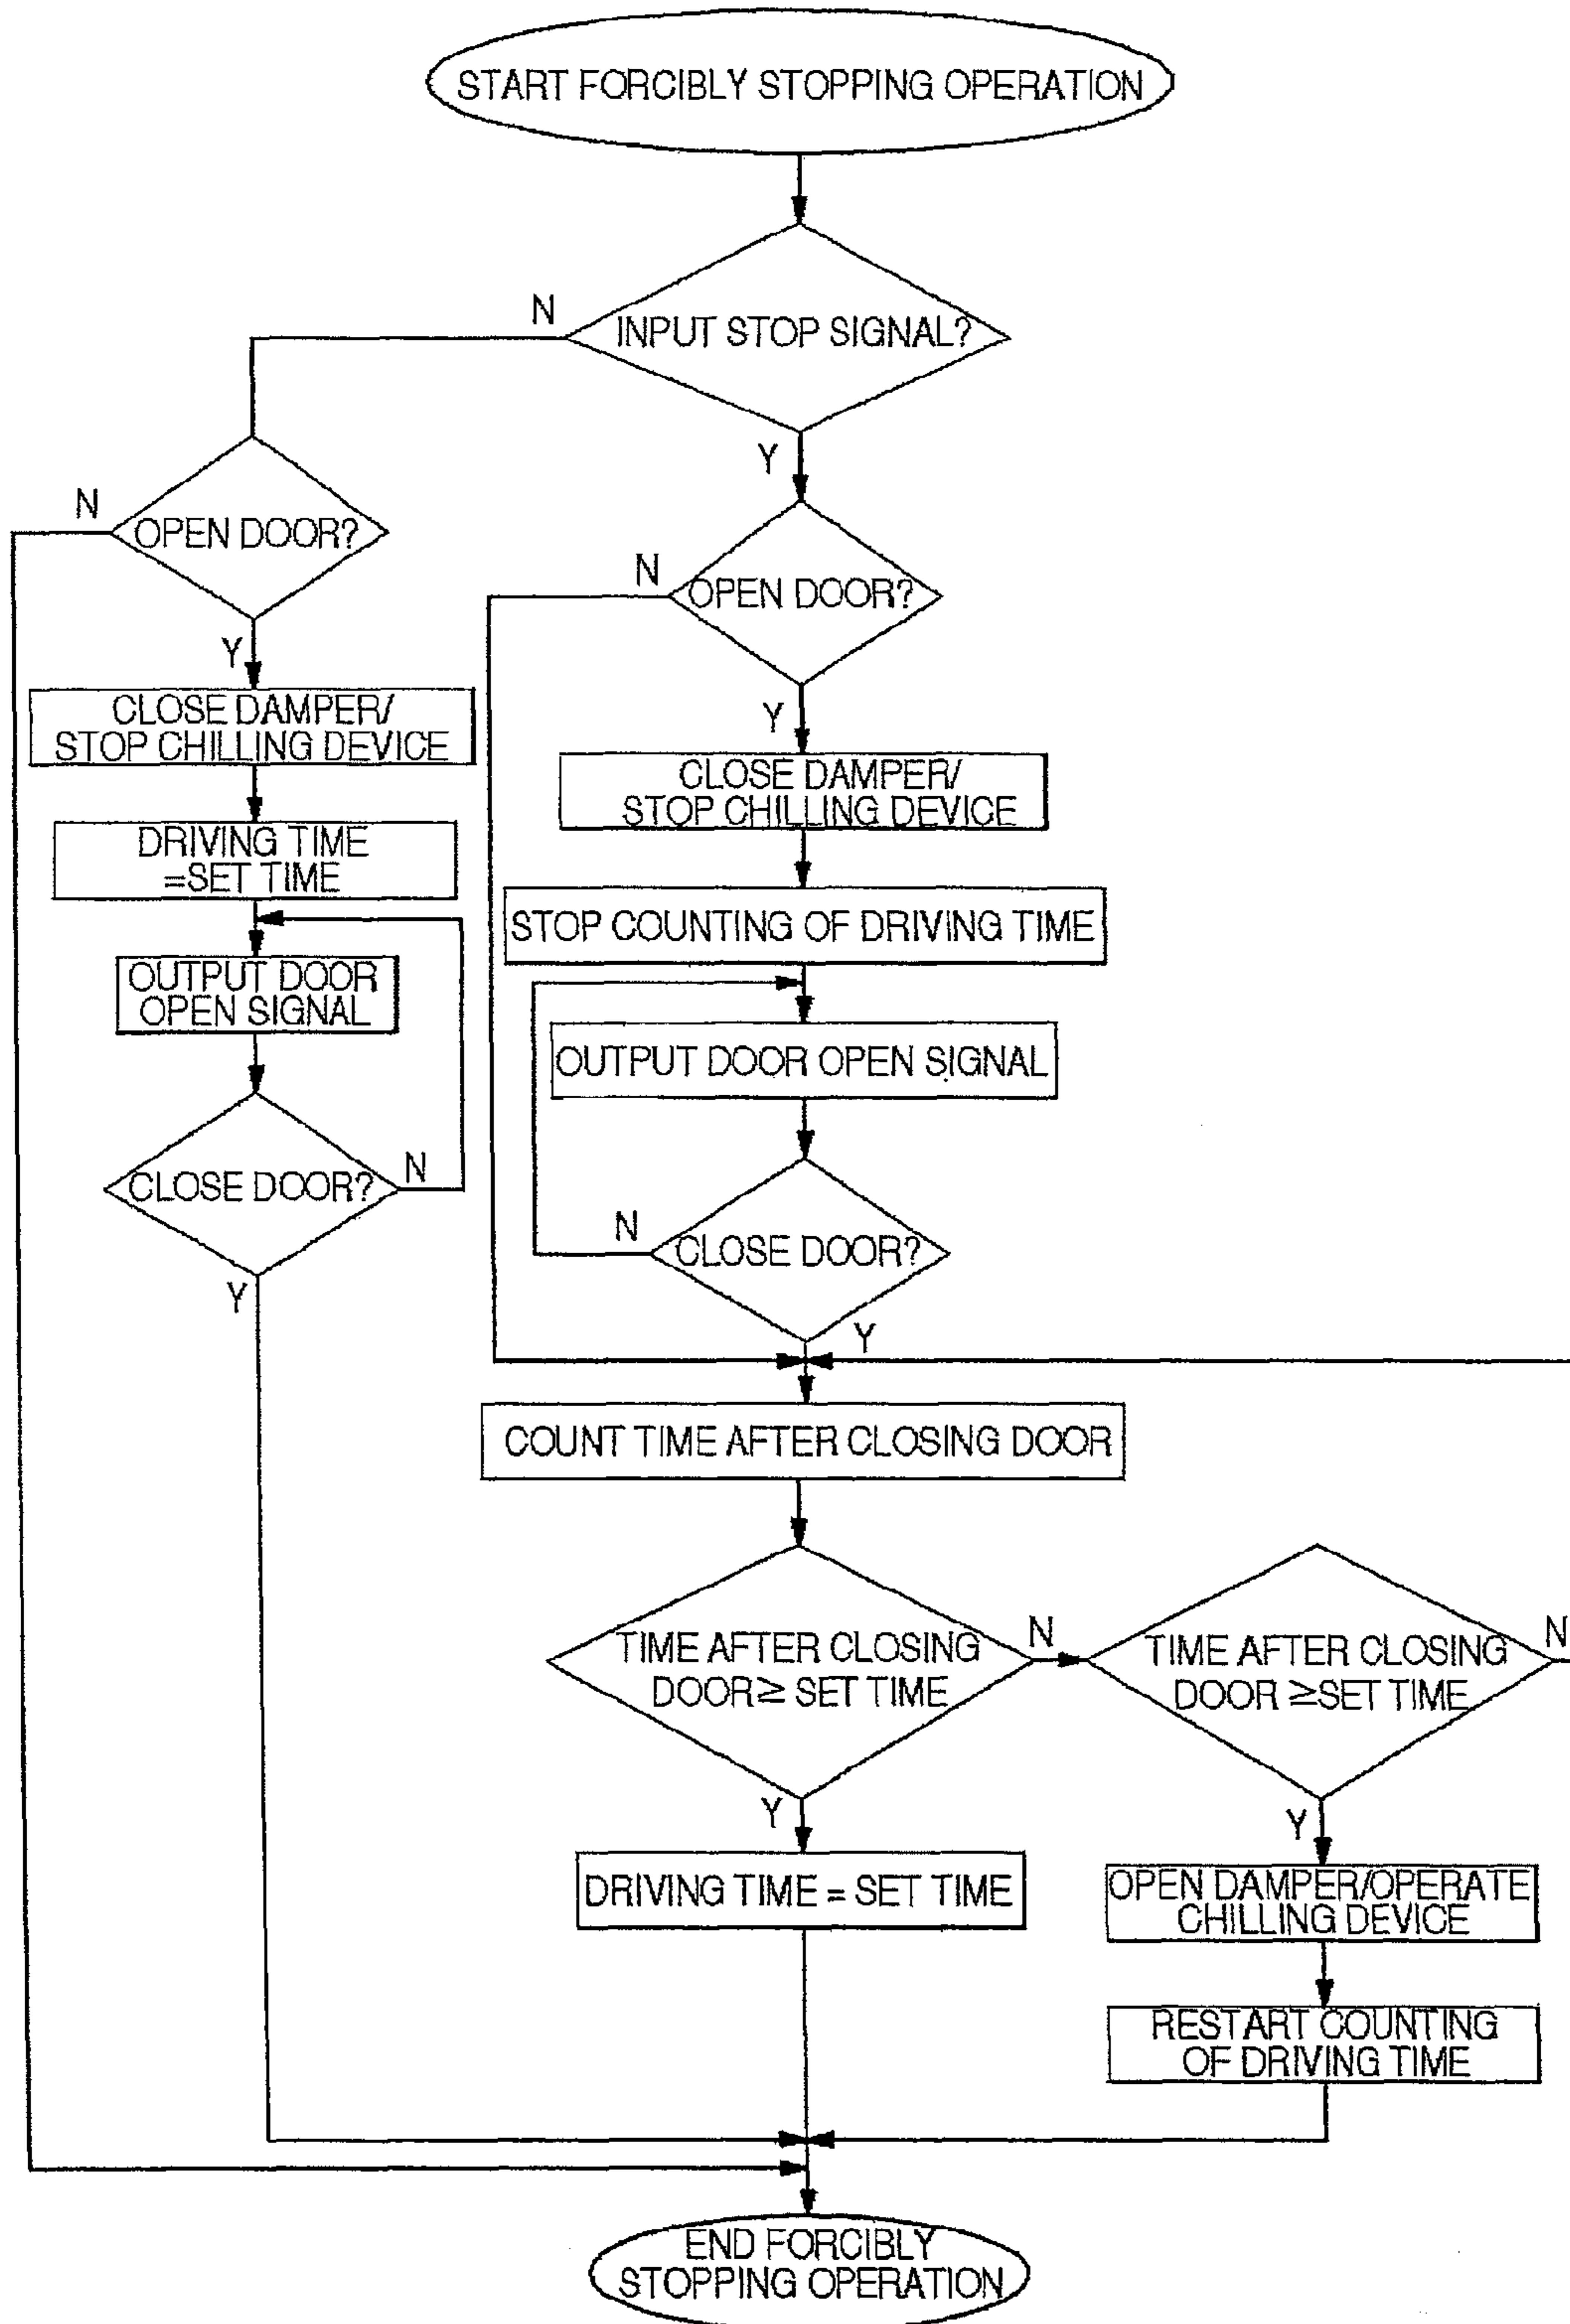 START FORCIBLY STOPPING OPERATION
N
INPUT STOP SIGNAL?
Y
N
OPEN DOOR?
Y
CLOSE DAMPER/
STOP CHILLING DEVICE
DRIVING TIME
=SET TIME
OUTPUT DOOR
OPEN SIGNAL
CLOSE DOOR?
N
Y
N
OPEN DOOR?
Y
CLOSE DAMPER/
STOP CHILLING DEVICE
STOP COUNTING OF DRIVING TIME
OUTPUT DOOR OPEN SIGNAL
N
CLOSE DOOR?
Y
COUNT TIME AFTER CLOSING DOOR
TIME AFTER CLOSING
DOOR≥ SET TIME
N
Y
DRIVING TIME = SET TIME
TIME AFTER CLOSING
DOOR ≥SET TIME
N
Y
OPEN DAMPER/OPERATE
CHILLING DEVICE
RESTART COUNTING
OF DRIVING TIME
END FORCIBLY
STOPPING OPERATION